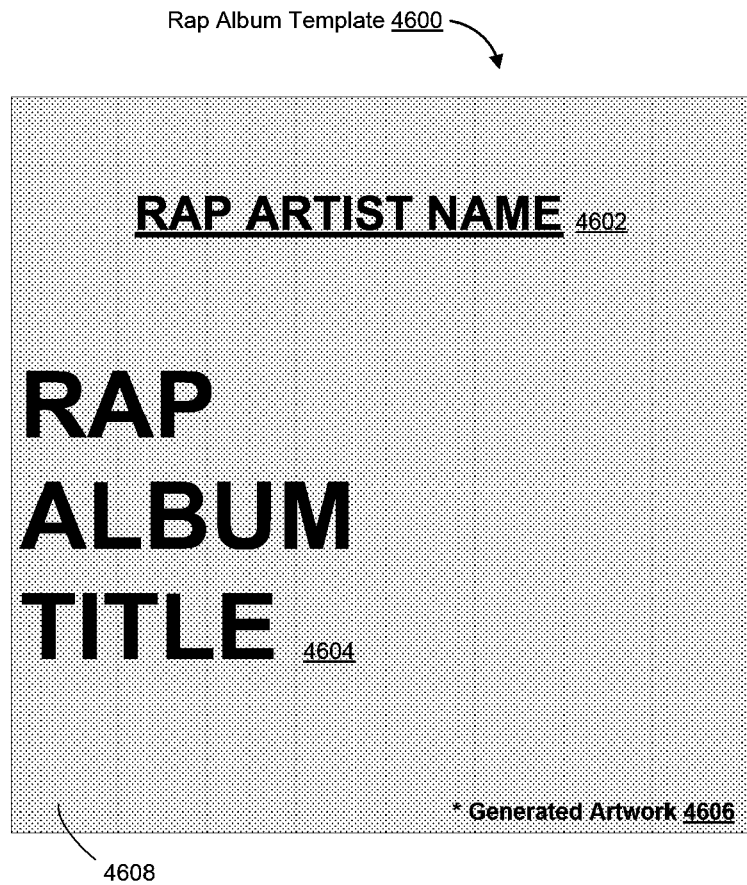 Rap Album Template 4600
RAP ARTIST NAME 4602
RAP
ALBUM
TITLE 4604
* Generated Artwork 4606
4608